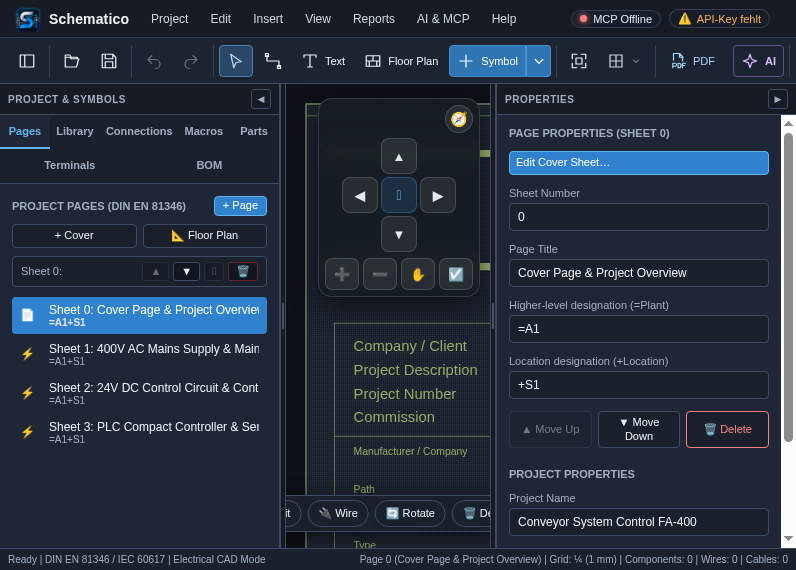 Schematico Project Edit Insert View Reports AI & MCP Help MCP Offline API-Key fehlt
Text Floor Plan Symbol PDF AI
PROJECT & SYMBOLS
Pages Library Connections Macros Parts
Terminals BOM
PROJECT PAGES (DIN EN 81346) + Page
+ Cover Floor Plan
Sheet 0:
Sheet 0: Cover Page & Project Overview
=A1+S1
Sheet 1: 400V AC Mains Supply & Main
=A1+S1
Sheet 2: 24V DC Control Circuit & Cont
=A1+S1
Sheet 3: PLC Compact Controller & Ser
=A1+S1
Company / Client
Project Description
Project Number
Commission
Manufacturer / Company
Path
Wire Rotate
Type
PROPERTIES
PAGE PROPERTIES (SHEET 0)
Edit Cover Sheet...
Sheet Number
0
Page Title
Cover Page & Project Overview
Higher-level designation (=Plant)
=A1
Location designation (+Location)
+S1
▲ Move Up ▼ Move Down Delete
PROJECT PROPERTIES
Project Name
Conveyor System Control FA-400
Ready | DIN EN 81346 / IEC 60617 | Electrical CAD Mode Page 0 (Cover Page & Project Overview) | Grid: ¼ (1 mm) | Components: 0 | Wires: 0 | Cables: 0